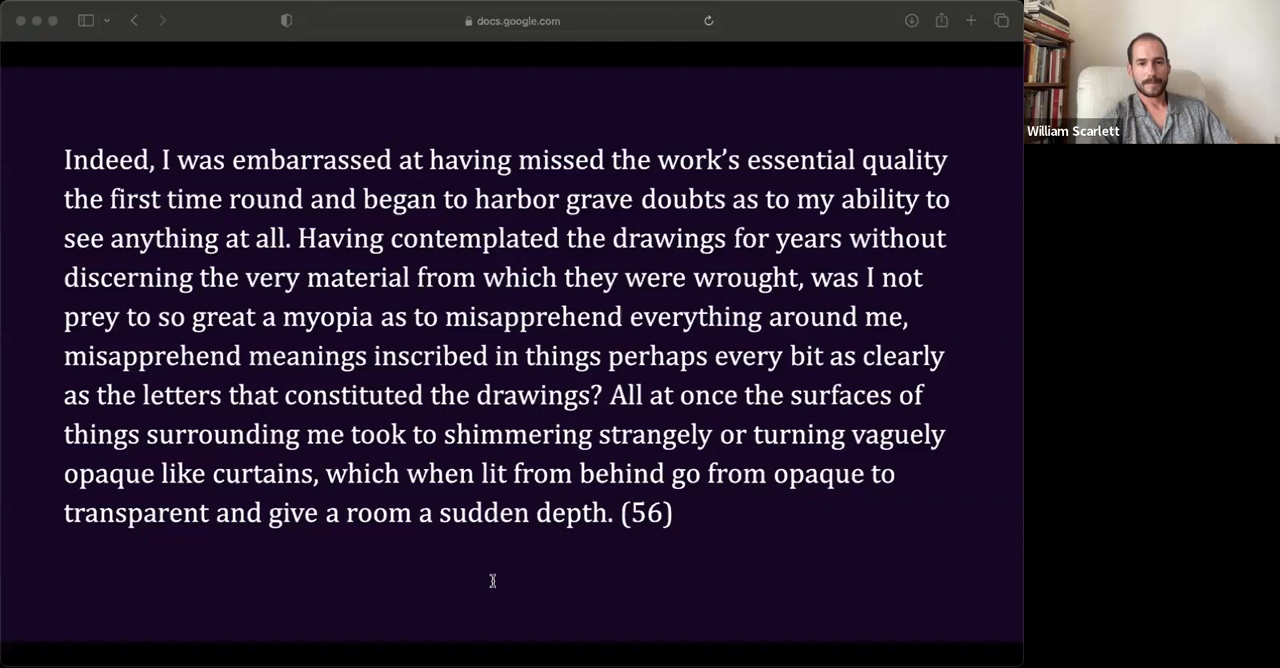 docs.google.com
William Scarlett
Indeed, I was embarrassed at having missed the work’s essential quality
the first time round and began to harbor grave doubts as to my ability to
see anything at all. Having contemplated the drawings for years without
discerning the very material from which they were wrought, was I not
prey to so great a myopia as to misapprehend everything around me,
misapprehend meanings inscribed in things perhaps every bit as clearly
as the letters that constituted the drawings? All at once the surfaces of
things surrounding me took to shimmering strangely or turning vaguely
opaque like curtains, which when lit from behind go from opaque to
transparent and give a room a sudden depth. (56)